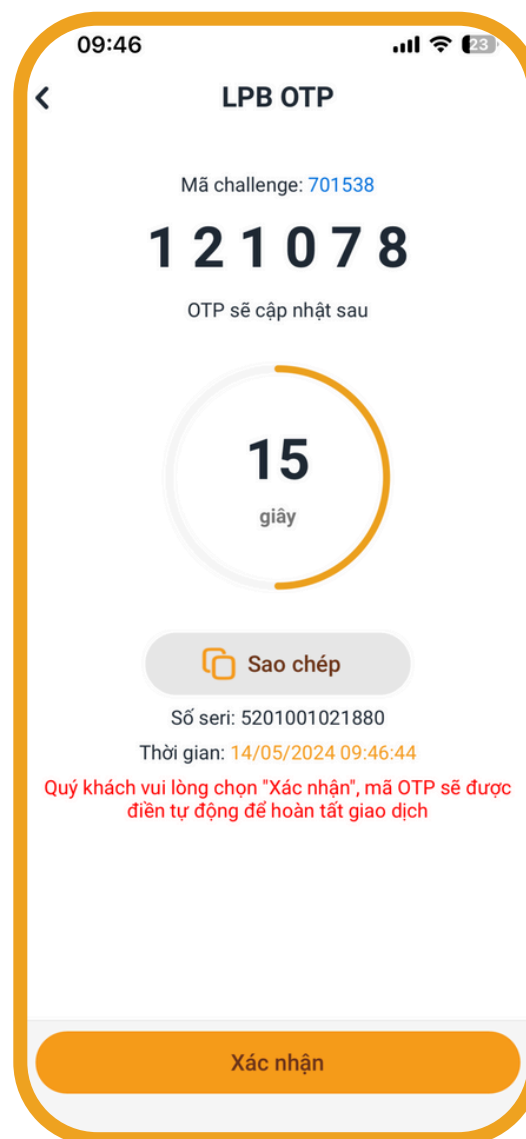 09:46
23
LPB OTP
Mã challenge: 701538
121078
OTP sẽ cập nhật sau
15
giây
Sao chép
Số seri: 5201001021880
Thời gian: 14/05/2024 09:46:44
Quý khách vui lòng chọn "Xác nhận", mã OTP sẽ được
điền tự động để hoàn tất giao dịch
Xác nhận